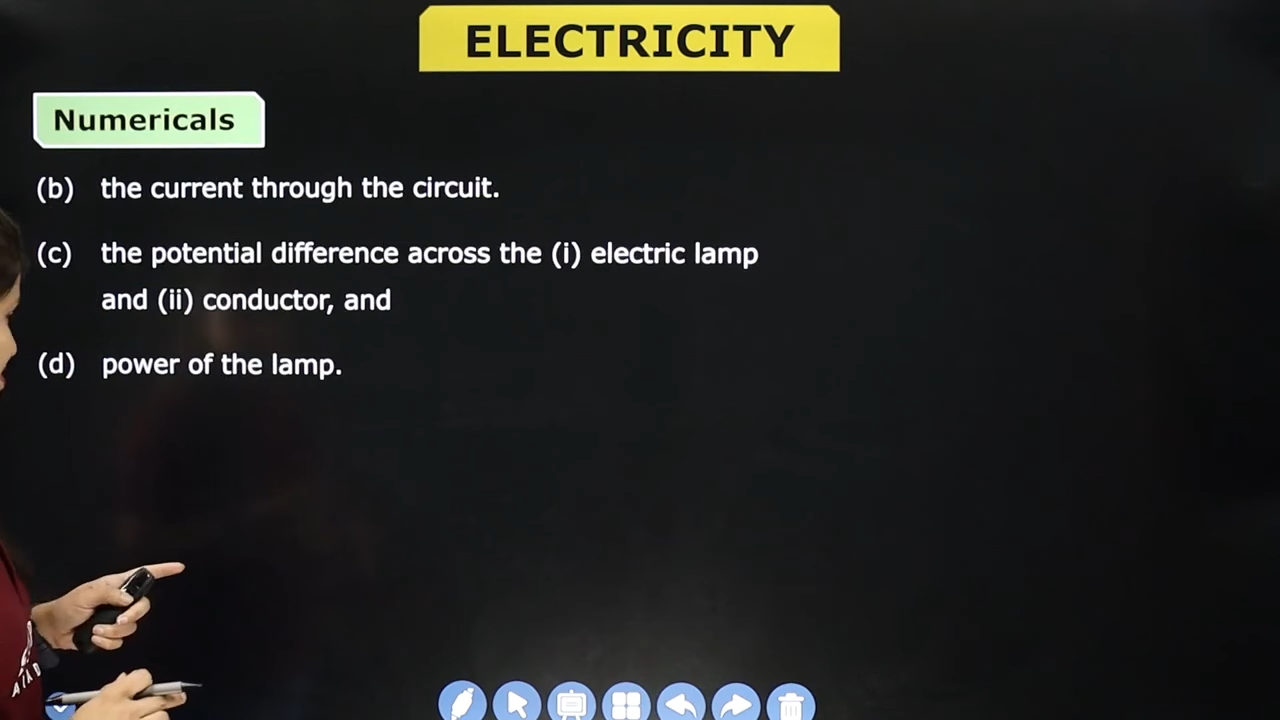 ELECTRICITY
Numericals
(b) the current through the circuit.
(c) the potential difference across the (i) electric lamp
and (ii) conductor, and
(d) power of the lamp.